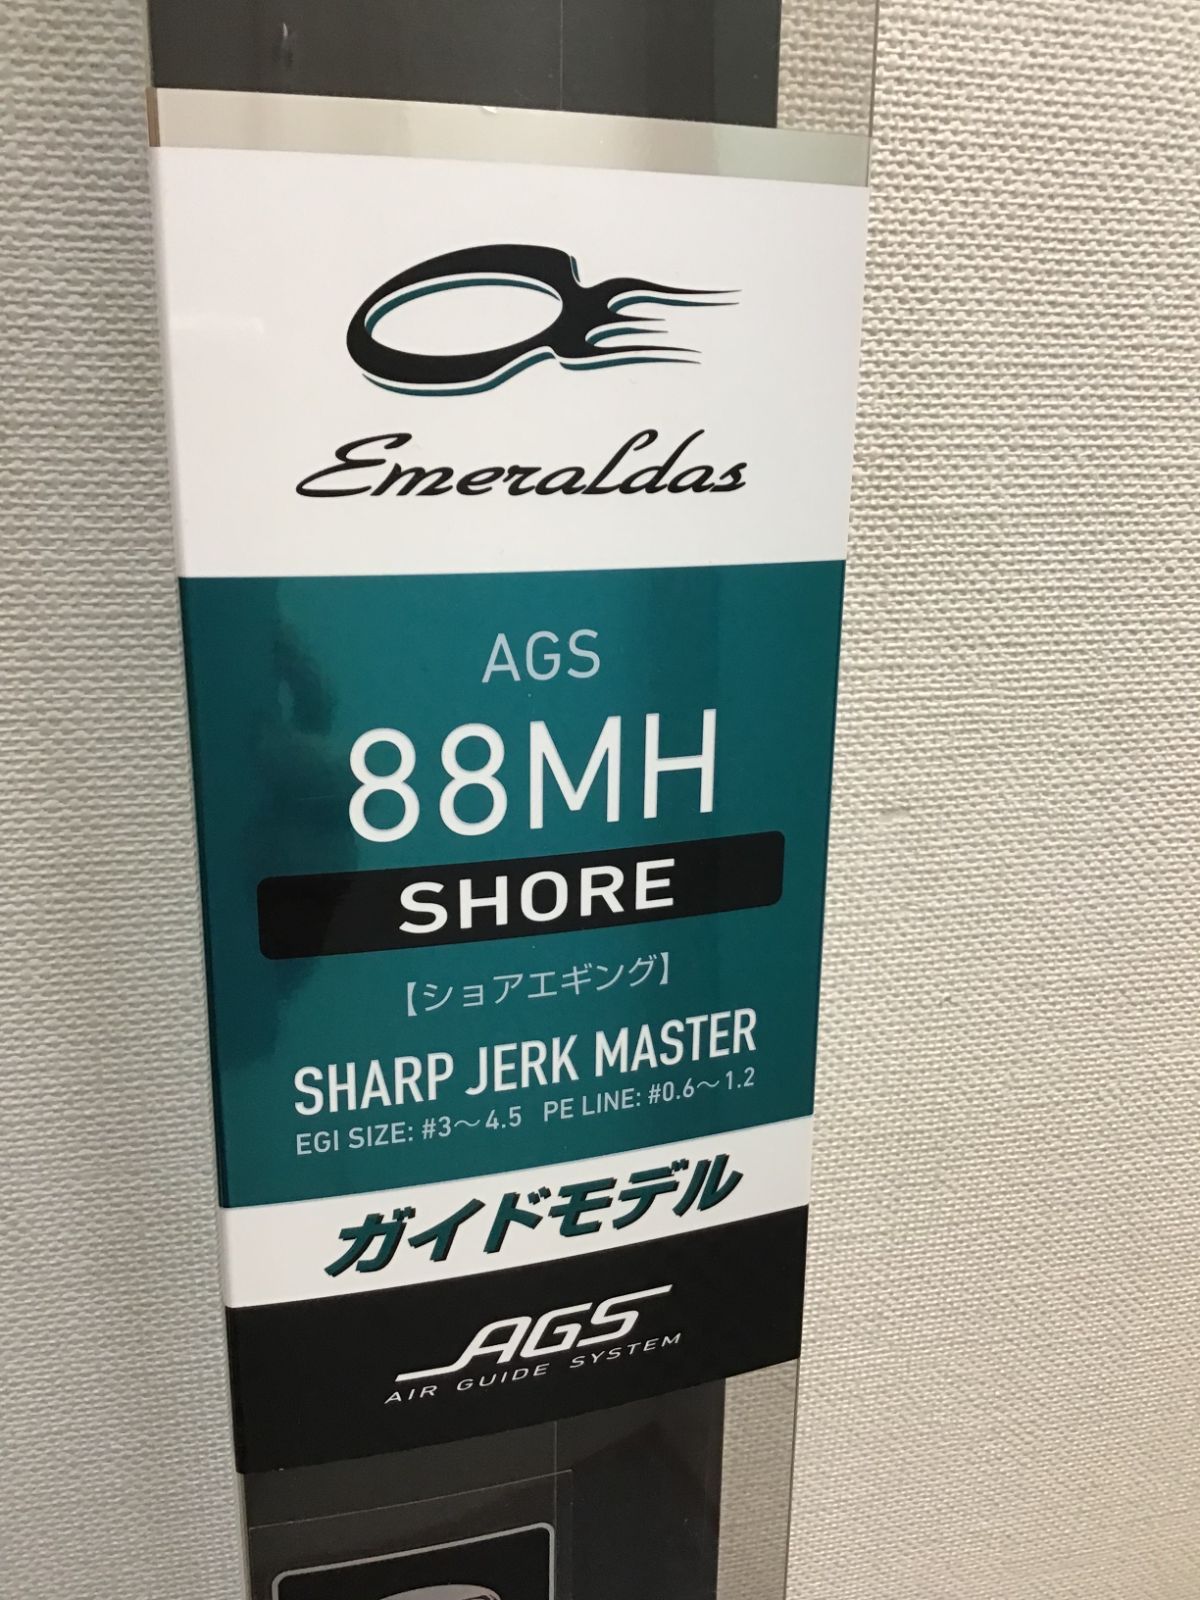 Emeraldas
AGS
88MH
SHORE
【ショアエギング】
SHARP JERK MASTER
EGI SIZE: #3～4.5 PE LINE: #0.6～1.2
ガイドモデル
AGS
AIR GUIDE SYSTEM